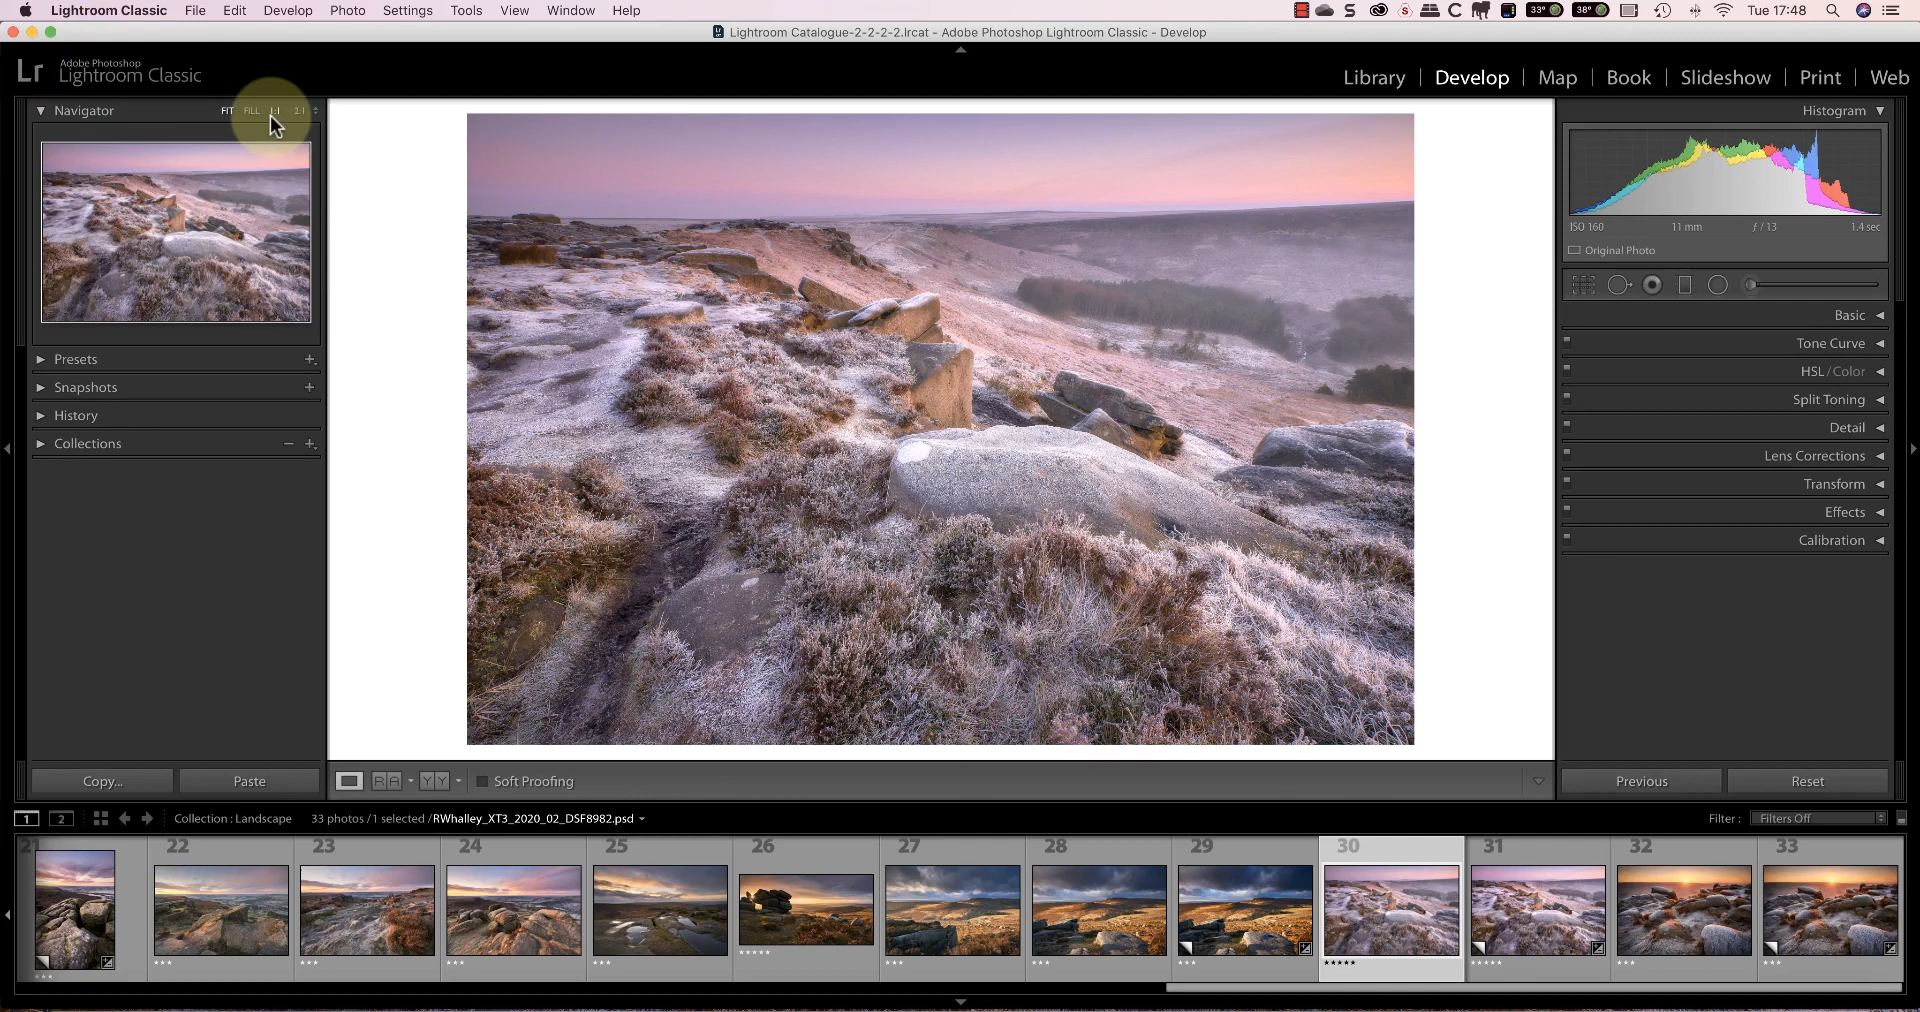 Lightroom Classic File Edit Develop Photo Settings Tools View Window Help 33° 38° Tue 17:48
Lightroom Catalogue-2-2-2-2.lrcat - Adobe Photoshop Lightroom Classic - Develop
Lr Adobe Photoshop
Lightroom Classic
Library | Develop | Map | Book | Slideshow | Print | Web
Navigator FIT FILL 1:1 2:1
Histogram
ISO 160 11 mm ƒ / 13 1.4 sec
Original Photo
Basic
Presets
Tone Curve
HSL / Color
Snapshots
Split Toning
History
Detail
Collections
Lens Corrections
Transform
Effects
Calibration
Copy... Paste
R A Y Y Soft Proofing
Previous Reset
1 2 Collection : Landscape 33 photos / 1 selected / RWhalley_XT3_2020_02_DSF8982.psd
Filter : Filters Off
21 22 23 24 25 26 27 28 29 30 31 32 33